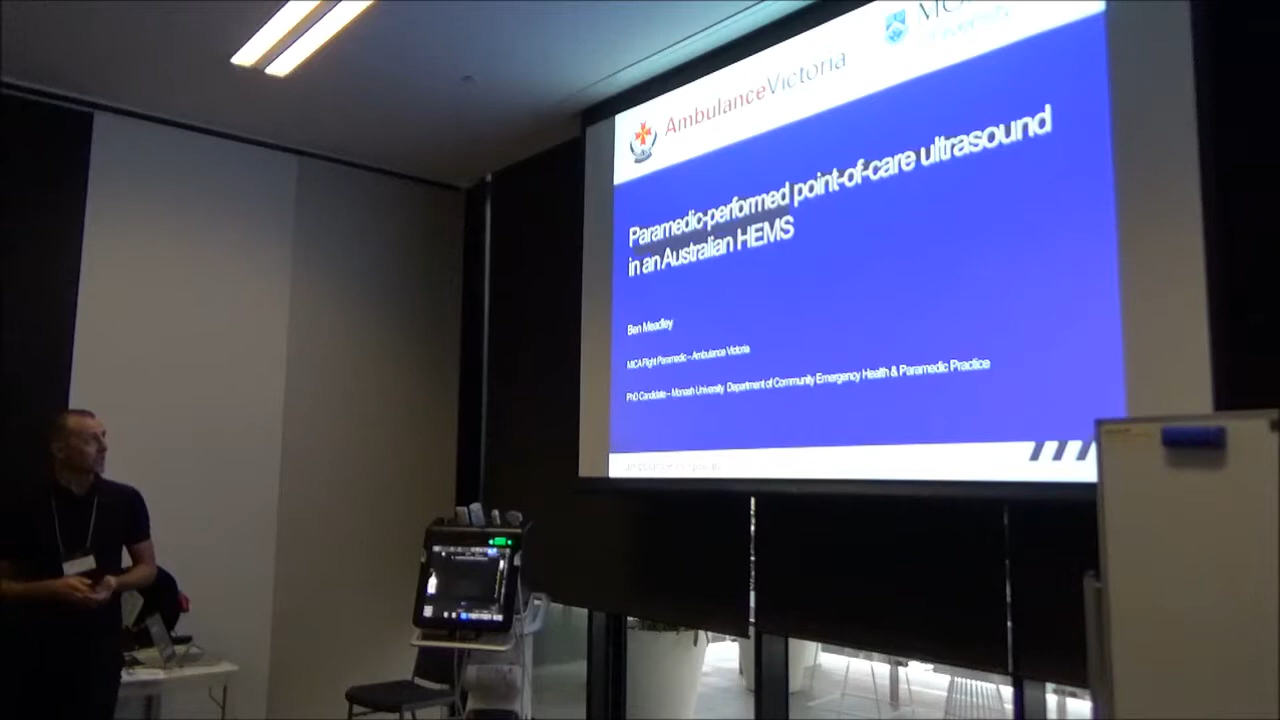 AmbulanceVictoria
Paramedic-performed point-of-care ultrasound
in an Australian HEMS
Ben Meadley
MICA Flight Paramedic – Ambulance Victoria
PhD Candidate – Monash University Department of Community Emergency Health & Paramedic Practice